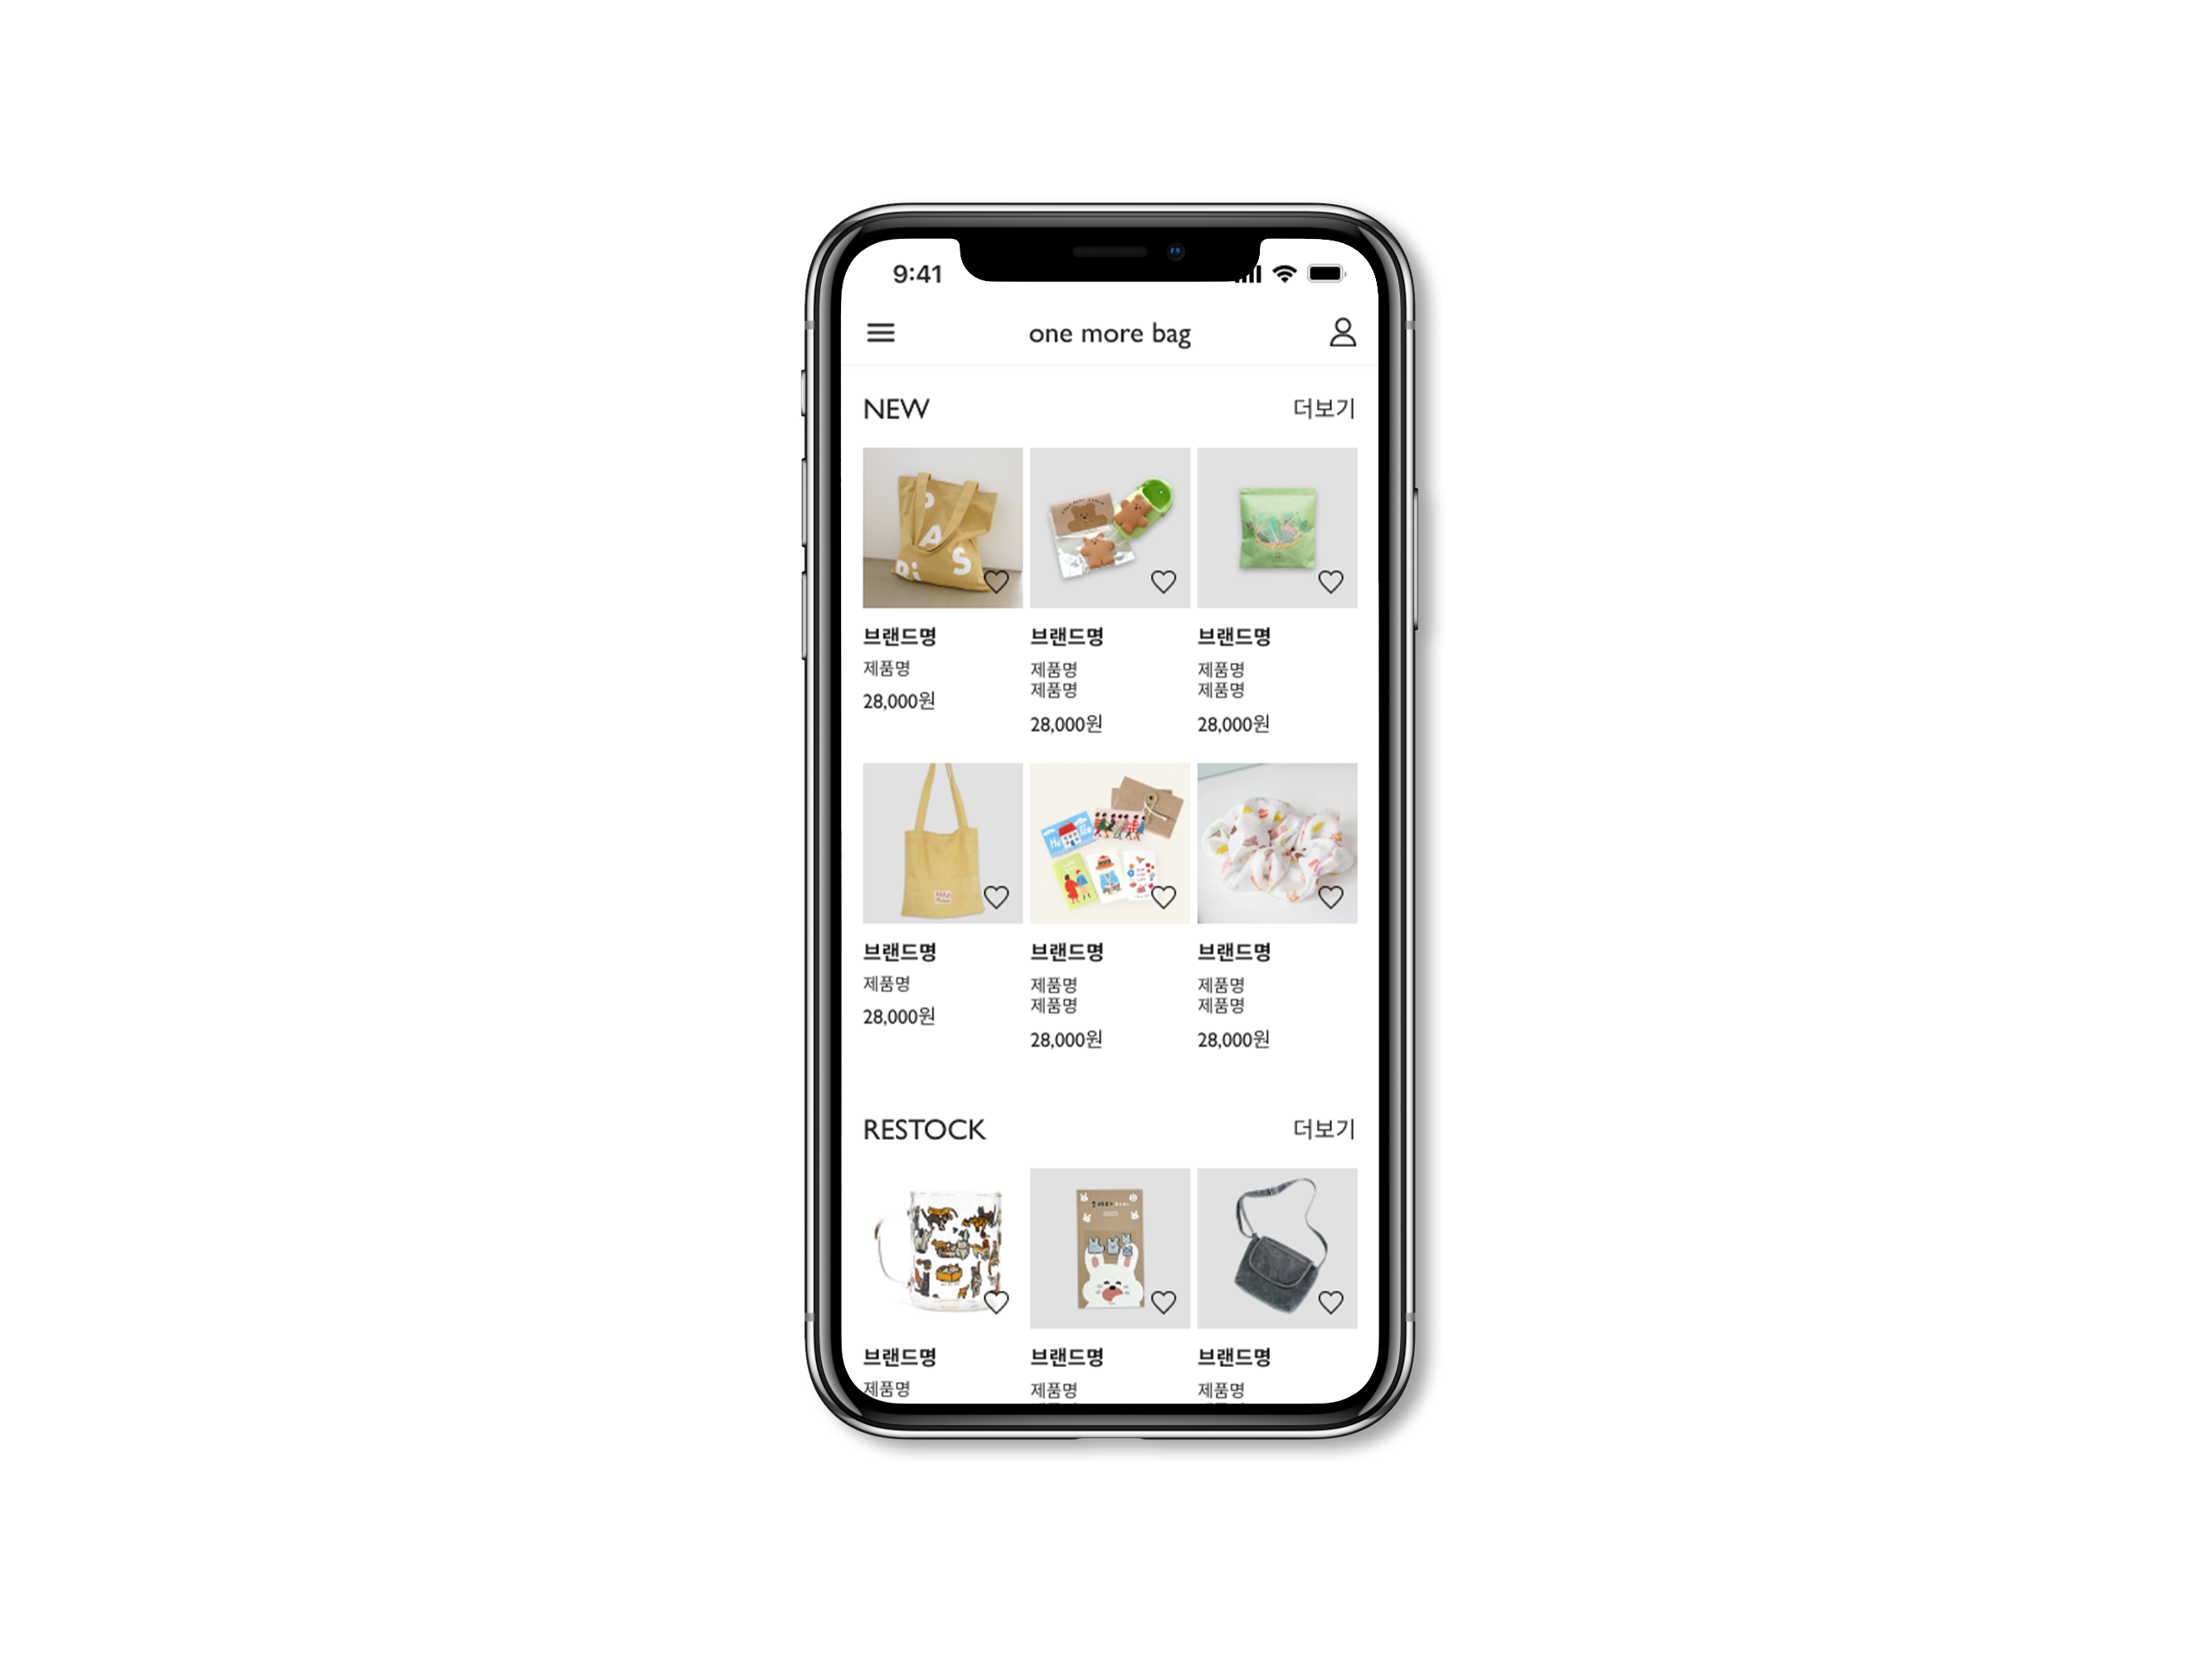 9:41
one more bag
NEW
더보기
P
A
S
Ri
브랜드명
브랜드명
브랜드명
제품명
제품명
제품명
제품명
제품명
28,000원
28,000원
28,000원
Hello
브랜드명
브랜드명
브랜드명
제품명
제품명
제품명
제품명
제품명
28,000원
28,000원
28,000원
RESTOCK
더보기
브랜드명
브랜드명
브랜드명
제품명
제품명
제품명